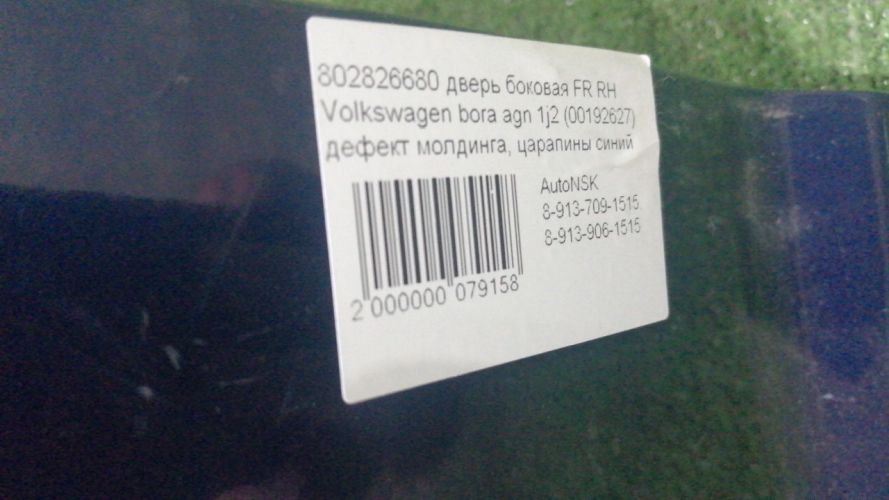 802826680 дверь боковая FR RH
Volkswagen bora agn 1j2 (00192627)
дефект молдинга, царапины синий
AutoNSK
8-913-709-1515
8-913-906-1515
2 000000 079158